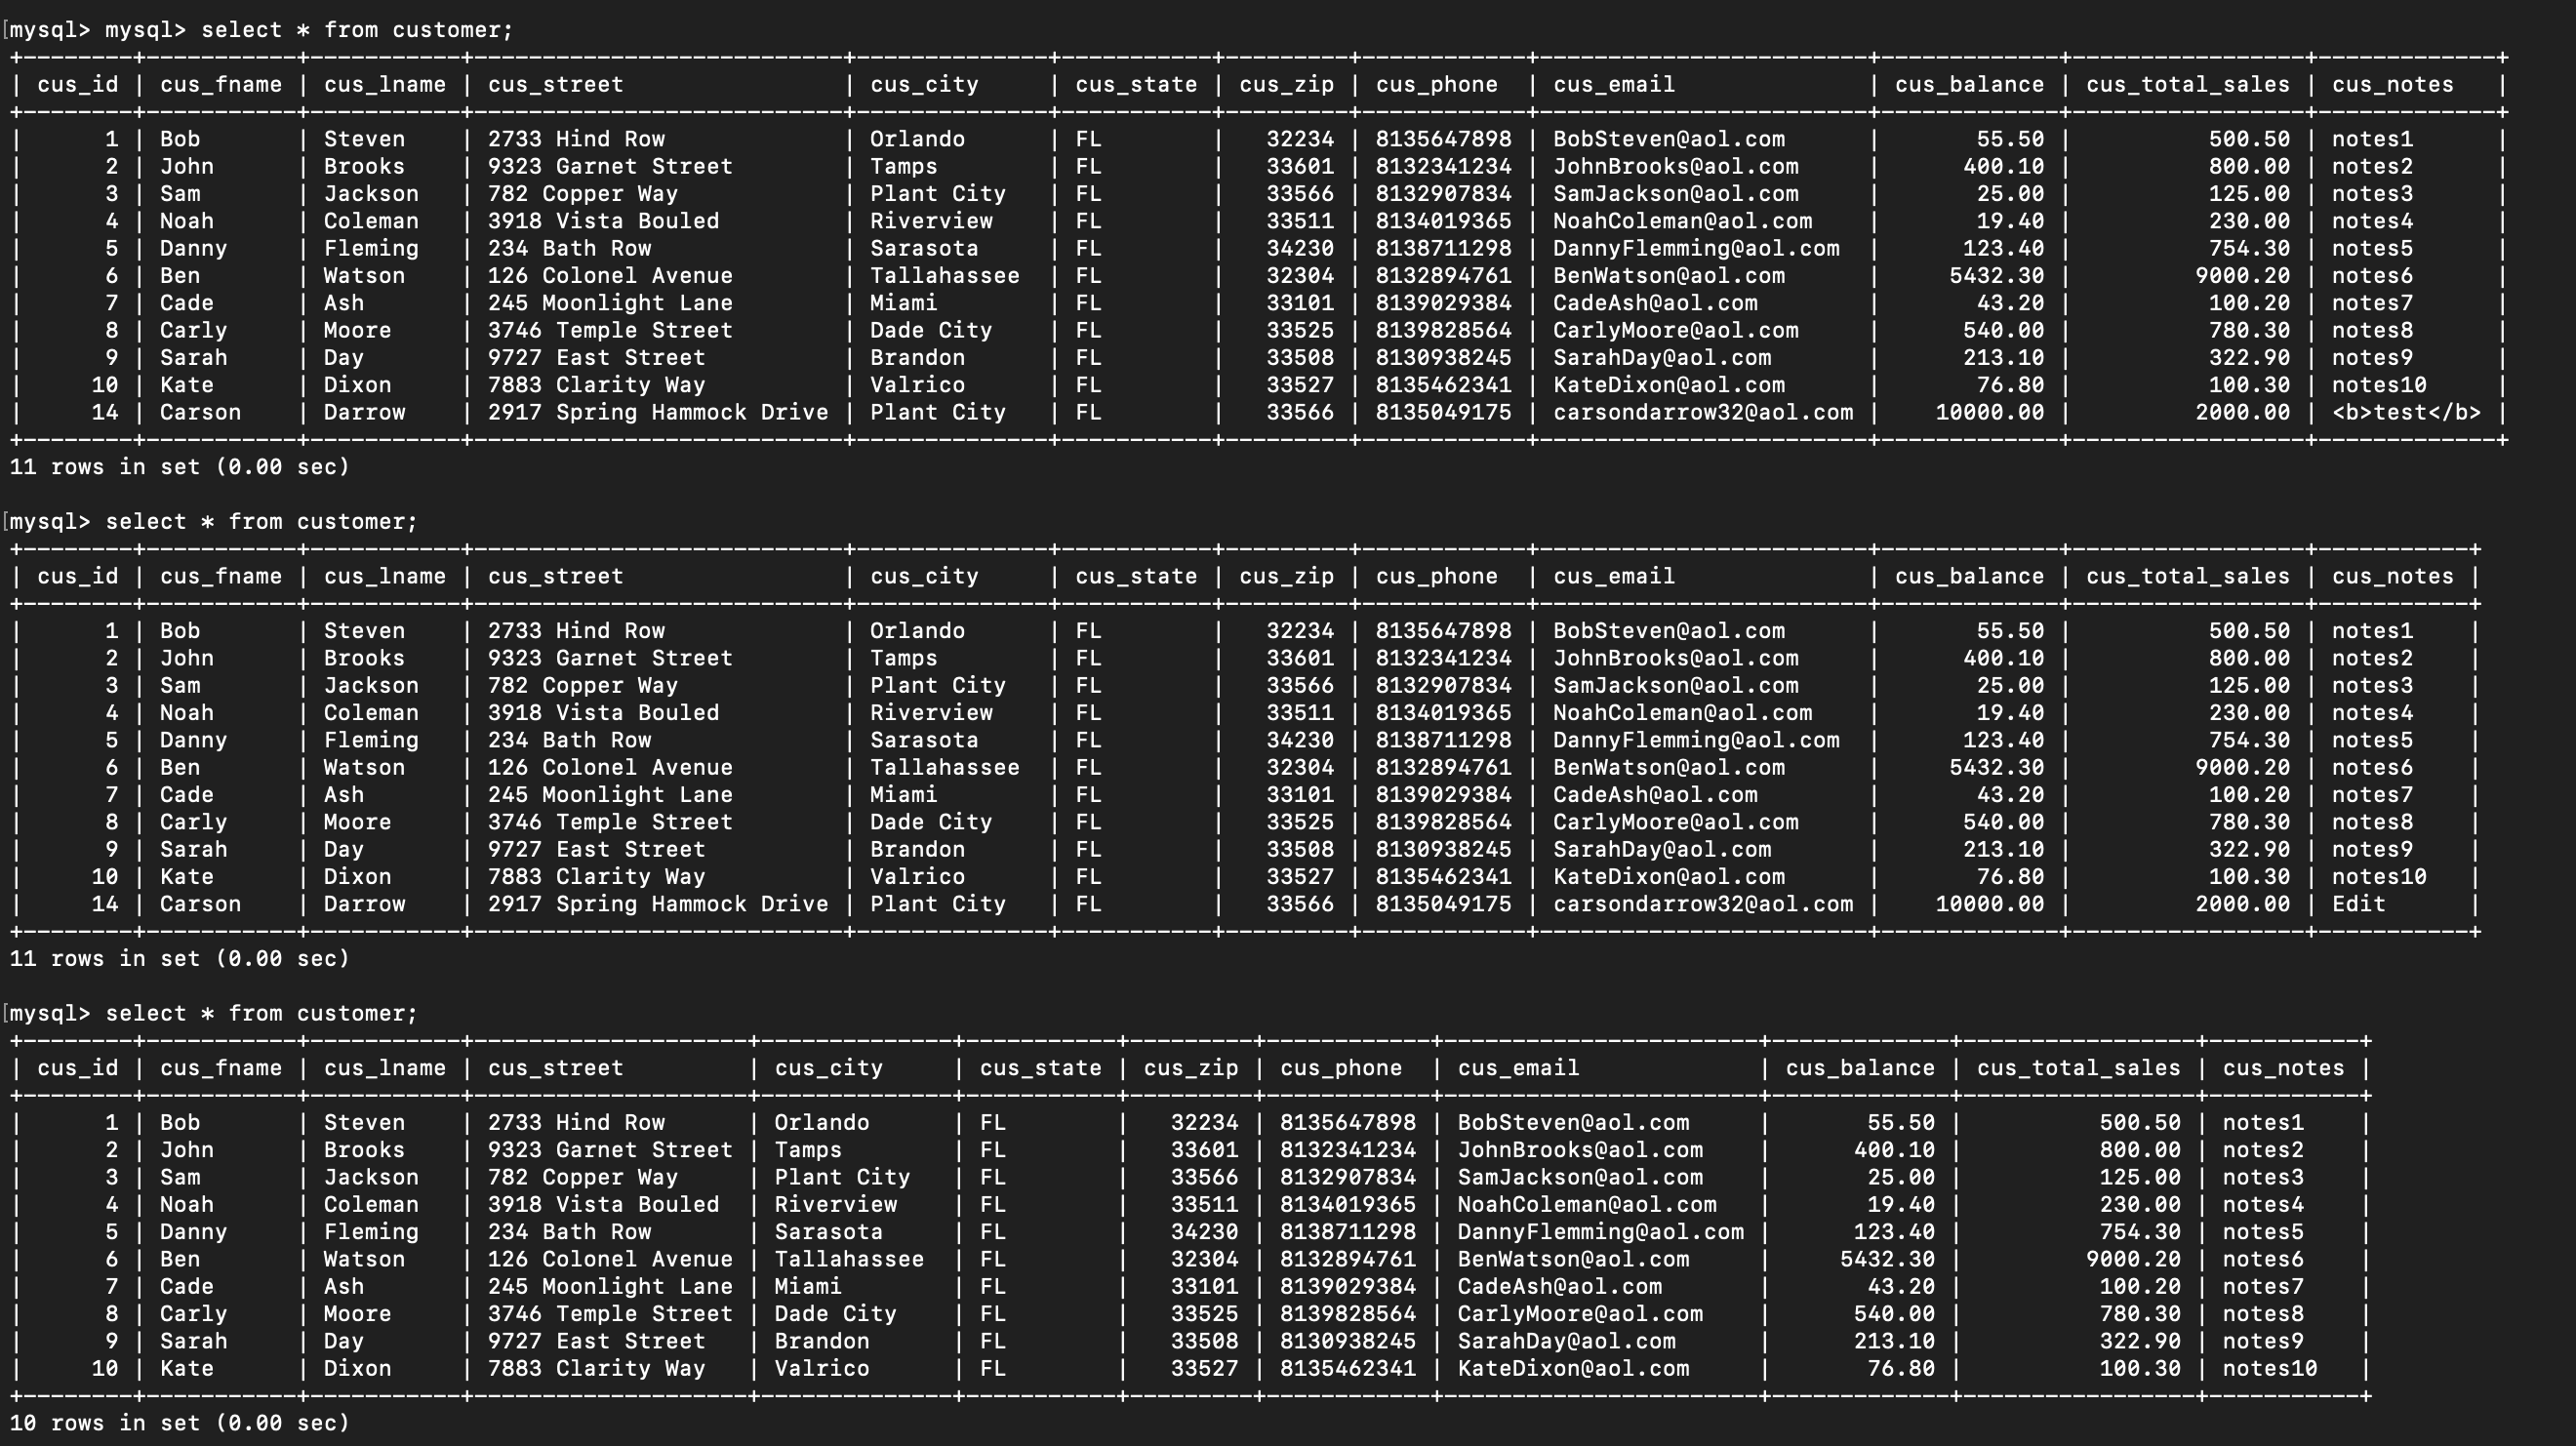 [mysql> mysql> select * from customer;
+--------+-----------+-----------+---------------------------+--------------+-----------+---------+------------+------------------------+-------------+-----------------+-------------+
| cus_id | cus_fname | cus_lname | cus_street                | cus_city     | cus_state | cus_zip | cus_phone  | cus_email              | cus_balance | cus_total_sales | cus_notes   |
+--------+-----------+-----------+---------------------------+--------------+-----------+---------+------------+------------------------+-------------+-----------------+-------------+
|      1 | Bob       | Steven    | 2733 Hind Row             | Orlando      | FL        |   32234 | 8135647898 | BobSteven@aol.com      |       55.50 |          500.50 | notes1      |
|      2 | John      | Brooks    | 9323 Garnet Street        | Tamps        | FL        |   33601 | 8132341234 | JohnBrooks@aol.com     |      400.10 |          800.00 | notes2      |
|      3 | Sam       | Jackson   | 782 Copper Way            | Plant City   | FL        |   33566 | 8132907834 | SamJackson@aol.com     |       25.00 |          125.00 | notes3      |
|      4 | Noah      | Coleman   | 3918 Vista Bouled         | Riverview    | FL        |   33511 | 8134019365 | NoahColeman@aol.com    |       19.40 |          230.00 | notes4      |
|      5 | Danny     | Fleming   | 234 Bath Row              | Sarasota     | FL        |   34230 | 8138711298 | DannyFlemming@aol.com  |      123.40 |          754.30 | notes5      |
|      6 | Ben       | Watson    | 126 Colonel Avenue        | Tallahassee  | FL        |   32304 | 8132894761 | BenWatson@aol.com      |     5432.30 |         9000.20 | notes6      |
|      7 | Cade      | Ash       | 245 Moonlight Lane        | Miami        | FL        |   33101 | 8139029384 | CadeAsh@aol.com        |       43.20 |          100.20 | notes7      |
|      8 | Carly     | Moore     | 3746 Temple Street        | Dade City    | FL        |   33525 | 8139828564 | CarlyMoore@aol.com     |      540.00 |          780.30 | notes8      |
|      9 | Sarah     | Day       | 9727 East Street          | Brandon      | FL        |   33508 | 8130938245 | SarahDay@aol.com       |      213.10 |          322.90 | notes9      |
|     10 | Kate      | Dixon     | 7883 Clarity Way          | Valrico      | FL        |   33527 | 8135462341 | KateDixon@aol.com      |       76.80 |          100.30 | notes10     |
|     14 | Carson    | Darrow    | 2917 Spring Hammock Drive | Plant City   | FL        |   33566 | 8135049175 | carsondarrow32@aol.com |    10000.00 |         2000.00 | <b>test</b> |
+--------+-----------+-----------+---------------------------+--------------+-----------+---------+------------+------------------------+-------------+-----------------+-------------+
11 rows in set (0.00 sec)

[mysql> select * from customer;
+--------+-----------+-----------+---------------------------+--------------+-----------+---------+------------+------------------------+-------------+-----------------+-----------+
| cus_id | cus_fname | cus_lname | cus_street                | cus_city     | cus_state | cus_zip | cus_phone  | cus_email              | cus_balance | cus_total_sales | cus_notes |
+--------+-----------+-----------+---------------------------+--------------+-----------+---------+------------+------------------------+-------------+-----------------+-----------+
|      1 | Bob       | Steven    | 2733 Hind Row             | Orlando      | FL        |   32234 | 8135647898 | BobSteven@aol.com      |       55.50 |          500.50 | notes1    |
|      2 | John      | Brooks    | 9323 Garnet Street        | Tamps        | FL        |   33601 | 8132341234 | JohnBrooks@aol.com     |      400.10 |          800.00 | notes2    |
|      3 | Sam       | Jackson   | 782 Copper Way            | Plant City   | FL        |   33566 | 8132907834 | SamJackson@aol.com     |       25.00 |          125.00 | notes3    |
|      4 | Noah      | Coleman   | 3918 Vista Bouled         | Riverview    | FL        |   33511 | 8134019365 | NoahColeman@aol.com    |       19.40 |          230.00 | notes4    |
|      5 | Danny     | Fleming   | 234 Bath Row              | Sarasota     | FL        |   34230 | 8138711298 | DannyFlemming@aol.com  |      123.40 |          754.30 | notes5    |
|      6 | Ben       | Watson    | 126 Colonel Avenue        | Tallahassee  | FL        |   32304 | 8132894761 | BenWatson@aol.com      |     5432.30 |         9000.20 | notes6    |
|      7 | Cade      | Ash       | 245 Moonlight Lane        | Miami        | FL        |   33101 | 8139029384 | CadeAsh@aol.com        |       43.20 |          100.20 | notes7    |
|      8 | Carly     | Moore     | 3746 Temple Street        | Dade City    | FL        |   33525 | 8139828564 | CarlyMoore@aol.com     |      540.00 |          780.30 | notes8    |
|      9 | Sarah     | Day       | 9727 East Street          | Brandon      | FL        |   33508 | 8130938245 | SarahDay@aol.com       |      213.10 |          322.90 | notes9    |
|     10 | Kate      | Dixon     | 7883 Clarity Way          | Valrico      | FL        |   33527 | 8135462341 | KateDixon@aol.com      |       76.80 |          100.30 | notes10   |
|     14 | Carson    | Darrow    | 2917 Spring Hammock Drive | Plant City   | FL        |   33566 | 8135049175 | carsondarrow32@aol.com |    10000.00 |         2000.00 | Edit      |
+--------+-----------+-----------+---------------------------+--------------+-----------+---------+------------+------------------------+-------------+-----------------+-----------+
11 rows in set (0.00 sec)

[mysql> select * from customer;
+--------+-----------+-----------+--------------------+--------------+-----------+---------+------------+-----------------------+-------------+-----------------+-----------+
| cus_id | cus_fname | cus_lname | cus_street         | cus_city     | cus_state | cus_zip | cus_phone  | cus_email             | cus_balance | cus_total_sales | cus_notes |
+--------+-----------+-----------+--------------------+--------------+-----------+---------+------------+-----------------------+-------------+-----------------+-----------+
|      1 | Bob       | Steven    | 2733 Hind Row      | Orlando      | FL        |   32234 | 8135647898 | BobSteven@aol.com     |       55.50 |          500.50 | notes1    |
|      2 | John      | Brooks    | 9323 Garnet Street | Tamps        | FL        |   33601 | 8132341234 | JohnBrooks@aol.com    |      400.10 |          800.00 | notes2    |
|      3 | Sam       | Jackson   | 782 Copper Way     | Plant City   | FL        |   33566 | 8132907834 | SamJackson@aol.com    |       25.00 |          125.00 | notes3    |
|      4 | Noah      | Coleman   | 3918 Vista Bouled  | Riverview    | FL        |   33511 | 8134019365 | NoahColeman@aol.com   |       19.40 |          230.00 | notes4    |
|      5 | Danny     | Fleming   | 234 Bath Row       | Sarasota     | FL        |   34230 | 8138711298 | DannyFlemming@aol.com |      123.40 |          754.30 | notes5    |
|      6 | Ben       | Watson    | 126 Colonel Avenue | Tallahassee  | FL        |   32304 | 8132894761 | BenWatson@aol.com     |     5432.30 |         9000.20 | notes6    |
|      7 | Cade      | Ash       | 245 Moonlight Lane | Miami        | FL        |   33101 | 8139029384 | CadeAsh@aol.com       |       43.20 |          100.20 | notes7    |
|      8 | Carly     | Moore     | 3746 Temple Street | Dade City    | FL        |   33525 | 8139828564 | CarlyMoore@aol.com    |      540.00 |          780.30 | notes8    |
|      9 | Sarah     | Day       | 9727 East Street   | Brandon      | FL        |   33508 | 8130938245 | SarahDay@aol.com      |      213.10 |          322.90 | notes9    |
|     10 | Kate      | Dixon     | 7883 Clarity Way   | Valrico      | FL        |   33527 | 8135462341 | KateDixon@aol.com     |       76.80 |          100.30 | notes10   |
+--------+-----------+-----------+--------------------+--------------+-----------+---------+------------+-----------------------+-------------+-----------------+-----------+
10 rows in set (0.00 sec)